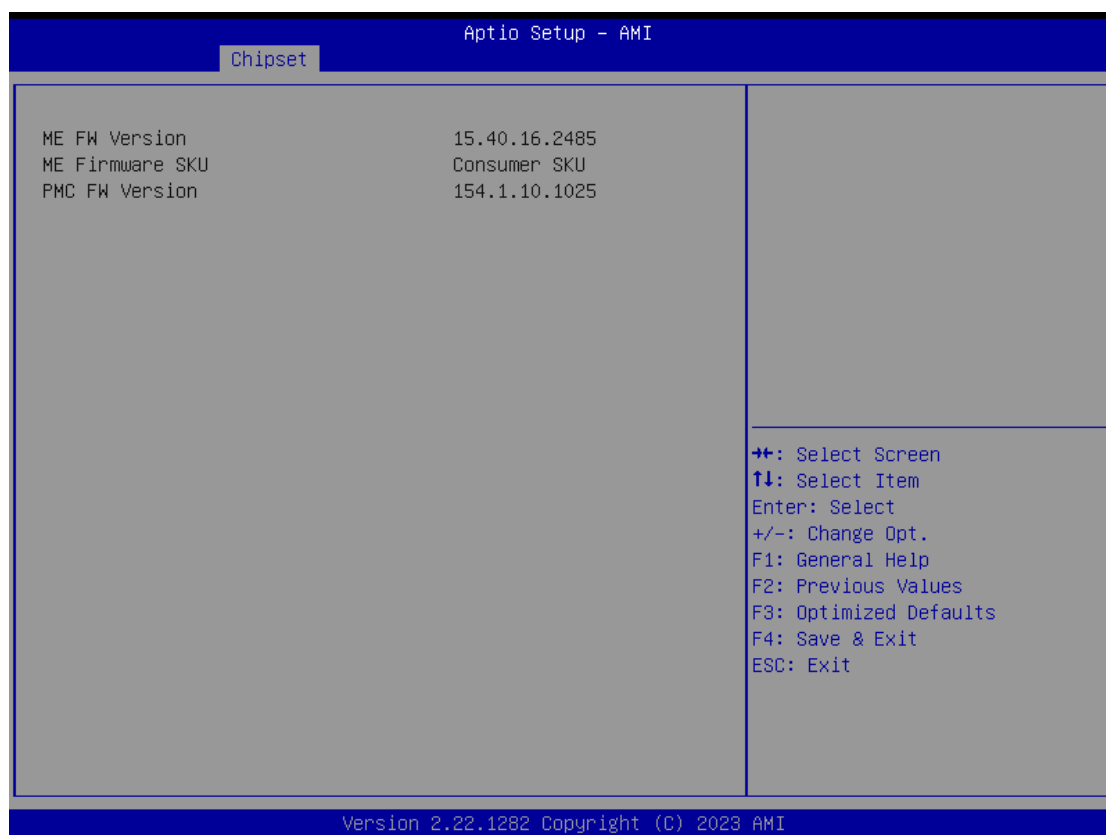 Aptio Setup – AMI
Chipset
ME FW Version 15.40.16.2485
ME Firmware SKU Consumer SKU
PMC FW Version 154.1.10.1025
→←: Select Screen
↑↓: Select Item
Enter: Select
+/-: Change Opt.
F1: General Help
F2: Previous Values
F3: Optimized Defaults
F4: Save & Exit
ESC: Exit
Version 2.22.1282 Copyright (C) 2023 AMI